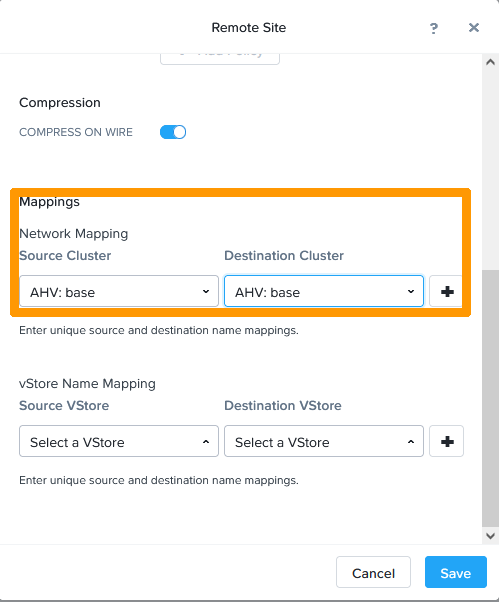 Remote Site ? ×
Compression
COMPRESS ON WIRE
Mappings
Network Mapping
Source Cluster Destination Cluster
AHV: base AHV: base +
Enter unique source and destination name mappings.
vStore Name Mapping
Source VStore Destination VStore
Select a VStore Select a VStore +
Enter unique source and destination name mappings.
Cancel Save